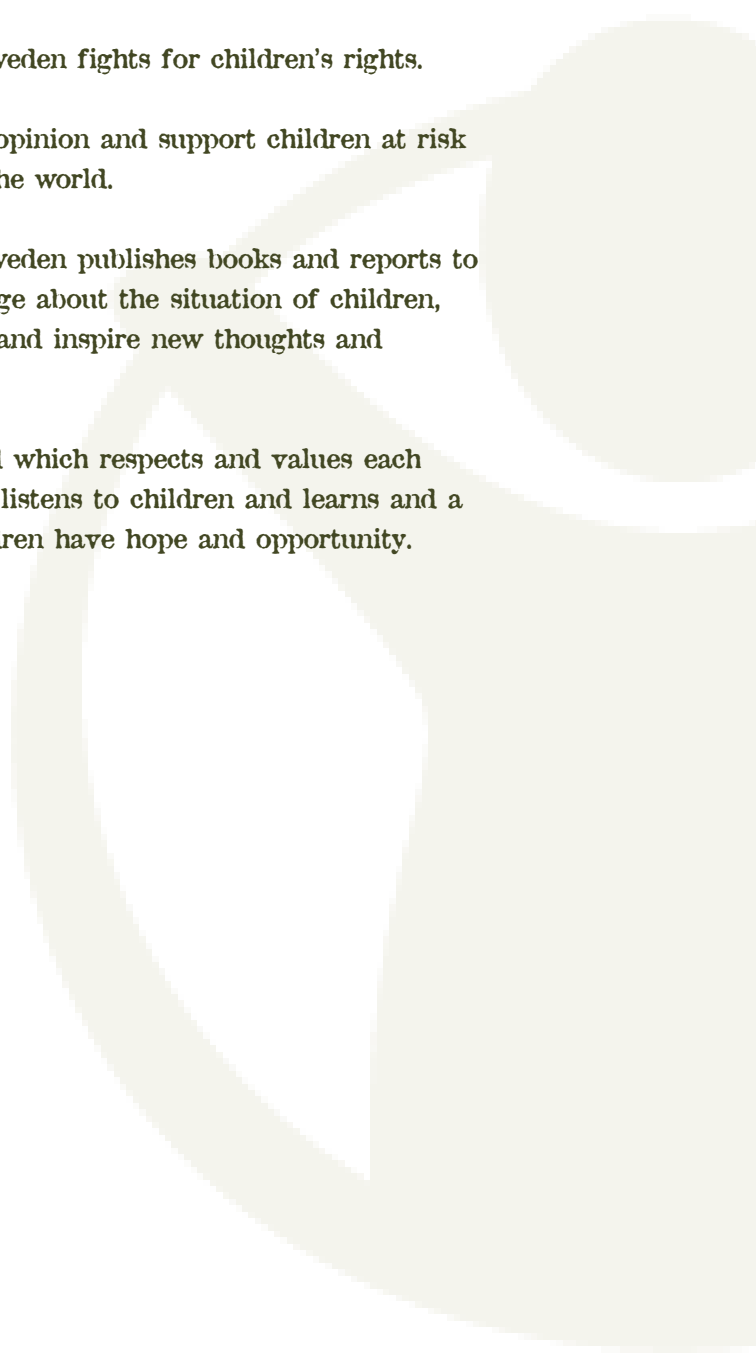 veden fights for children's rights.
opinion and support children at risk
he world.
veden publishes books and reports to
ge about the situation of children,
and inspire new thoughts and
which respects and values each
listens to children and learns and a
ren have hope and opportunity.